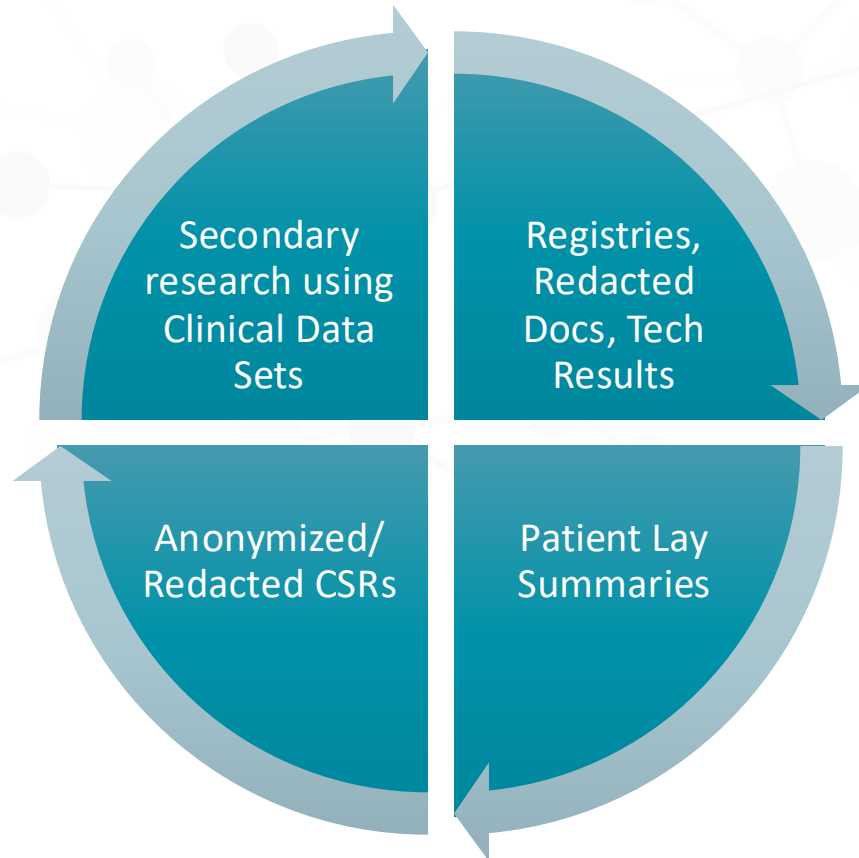 Secondary
research using
Clinical Data
Sets
Registries,
Redacted
Docs, Tech
Results
Anonymized/
Redacted CSRs
Patient Lay
Summaries